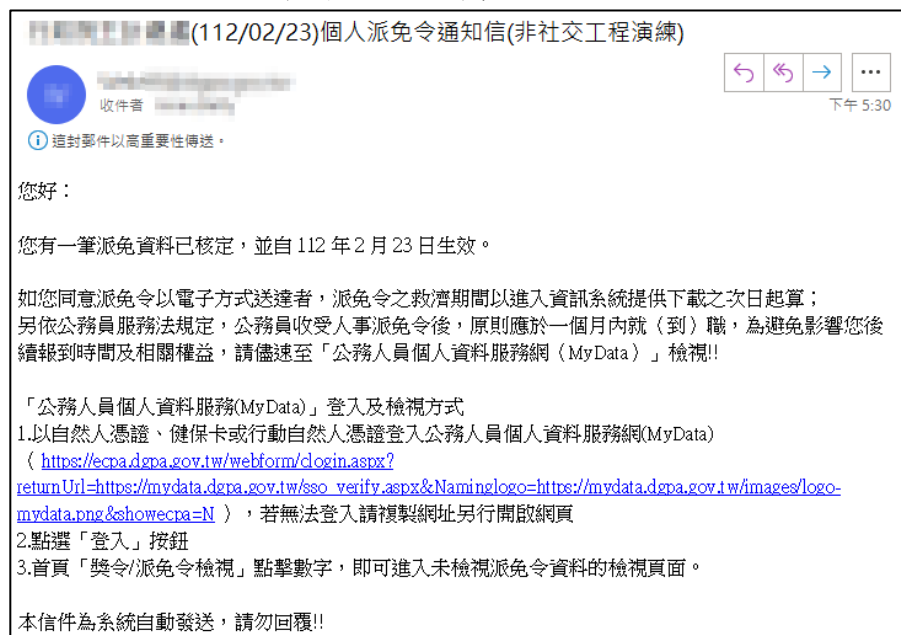 (112/02/23)個人派免令通知信(非社交工程演練)
收件者
下午 5:30
這封郵件以高重要性傳送。
您好：
您有一筆派免資料已核定，並自 112 年 2 月 23 日生效。
如您同意派免令以電子方式送達者，派免令之救濟期間以進入資訊系統提供下載之次日起算；
另依公務員服務法規定，公務員收受人事派免令後，原則應於一個月內就（到）職，為避免影響您後
續報到時間及相關權益，請儘速至「公務人員個人資料服務網（MyData）」檢視!!
「公務人員個人資料服務(MyData)」登入及檢視方式
1.以自然人憑證、健保卡或行動自然人憑證登入公務人員個人資料服務網(MyData)
（ https://ecpa.dgpa.gov.tw/webform/clogin.aspx?
returnUrl=https://mydata.dgpa.gov.tw/sso_verify.aspx&Naminglogo=https://mydata.dgpa.gov.tw/images/logo-
mydata.png&showecpa=N ），若無法登入請複製網址另行開啟網頁
2.點選「登入」按鈕
3.首頁「獎令/派免令檢視」點擊數字，即可進入未檢視派免令資料的檢視頁面。
本信件為系統自動發送，請勿回覆!!